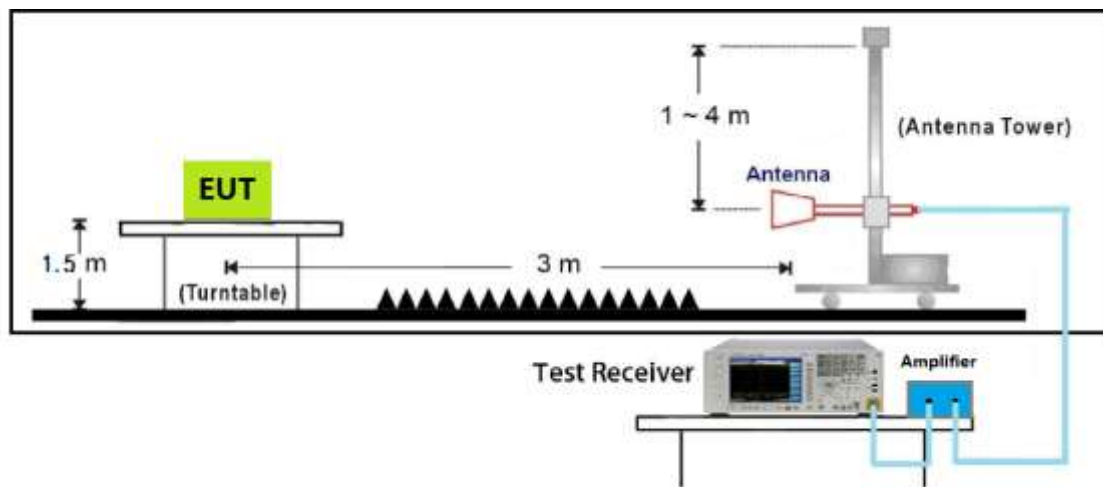 1 ~ 4 m
(Antenna Tower)
Antenna
EUT
1.5 m
3 m
(Turntable)
Test Receiver
Amplifier